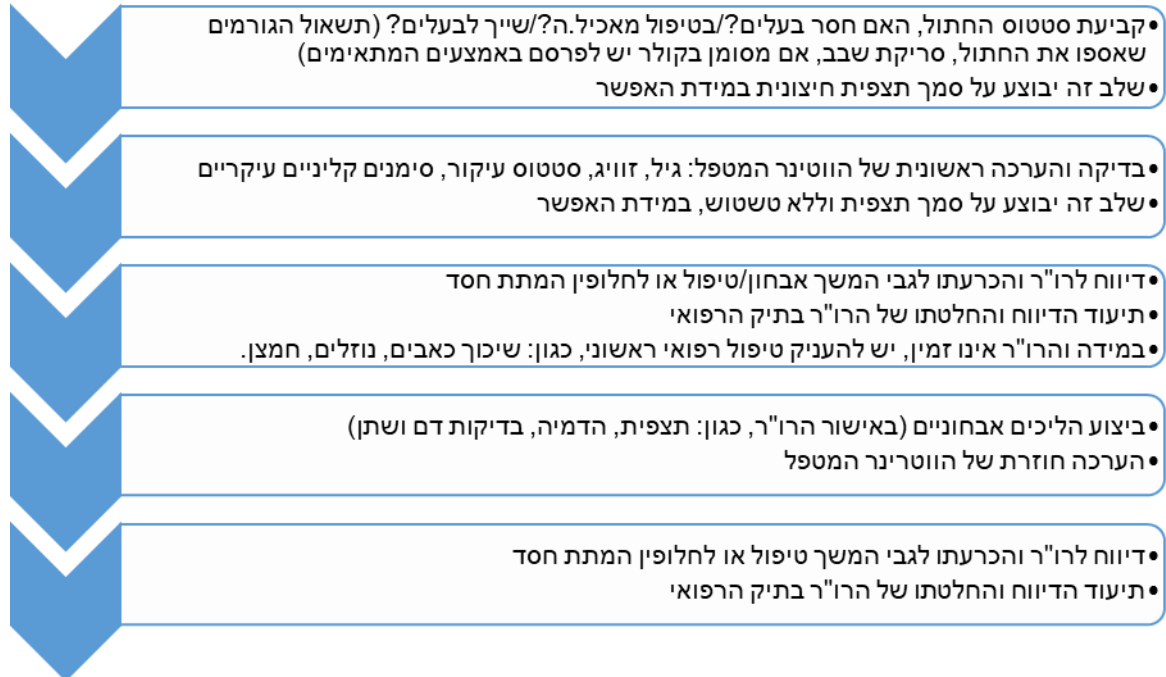 •קביעת סטטוס החתול, האם חסר בעלים?/בטיפול מאכיל.ה?/שייך לבעלים? (תשאול הגורמים
שאספו את החתול, סריקת שבב, אם מסומן בקולר יש לפרסם באמצעים המתאימים)
•שלב זה יבוצע על סמך תצפית חיצונית במידת האפשר
•בדיקה והערכה ראשונית של הווטינר המטפל: גיל, זוויג, סטטוס עיקור, סימנים קליניים עיקריים
•שלב זה יבוצע על סמך תצפית וללא טשטוש, במידת האפשר
•דיווח לרו"ר והכרעתו לגבי המשך אבחון/טיפול או לחלופין המתת חסד
•תיעוד הדיווח והחלטתו של הרו"ר בתיק הרפואי
•במידה והרו"ר אינו זמין, יש להעניק טיפול רפואי ראשוני, כגון: שיכוך כאבים, נוזלים, חמצן.
•ביצוע הליכים אבחוניים (באישור הרו"ר, כגון: תצפית, הדמיה, בדיקות דם ושתן)
•הערכה חוזרת של הווטרינר המטפל
•דיווח לרו"ר והכרעתו לגבי המשך טיפול או לחלופין המתת חסד
•תיעוד הדיווח והחלטתו של הרו"ר בתיק הרפואי